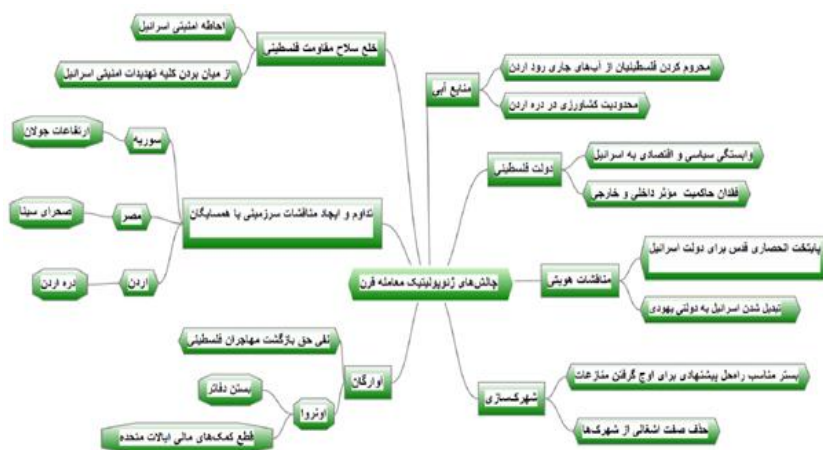 چالش‌های ژئوپولیتیک معامله قرن
منابع آبی
محروم کردن فلسطینیان از آب‌های جاری رود اردن
محدودیت کشاورزی در دره اردن
دولت فلسطینی
وابستگی سیاسی و اقتصادی به اسرائیل
فقدان حاکمیت مؤثر داخلی و خارجی
مناقشات هویتی
پایتخت انحصاری قدس برای دولت اسرائیل
تبدیل شدن اسرائیل به دولتی یهودی
شهرک‌سازی
بستر مناسب راه‌حل پیشنهادی برای اوج گرفتن منازعات
حذف صفت اشغالی از شهرک‌ها
خلع سلاح مقاومت فلسطینی
احاطه امنیتی اسرائیل
از میان بردن کلیه تهدیدات امنیتی اسرائیل
تداوم و ایجاد مناقشات سرزمینی با همسایگان
سوریه
ارتفاعات جولان
مصر
صحرای سینا
اردن
دره اردن
آوارگان
نفی حق بازگشت مهاجران فلسطینی
اونروا
بستن دفاتر
قطع کمک‌های مالی ایالات متحده